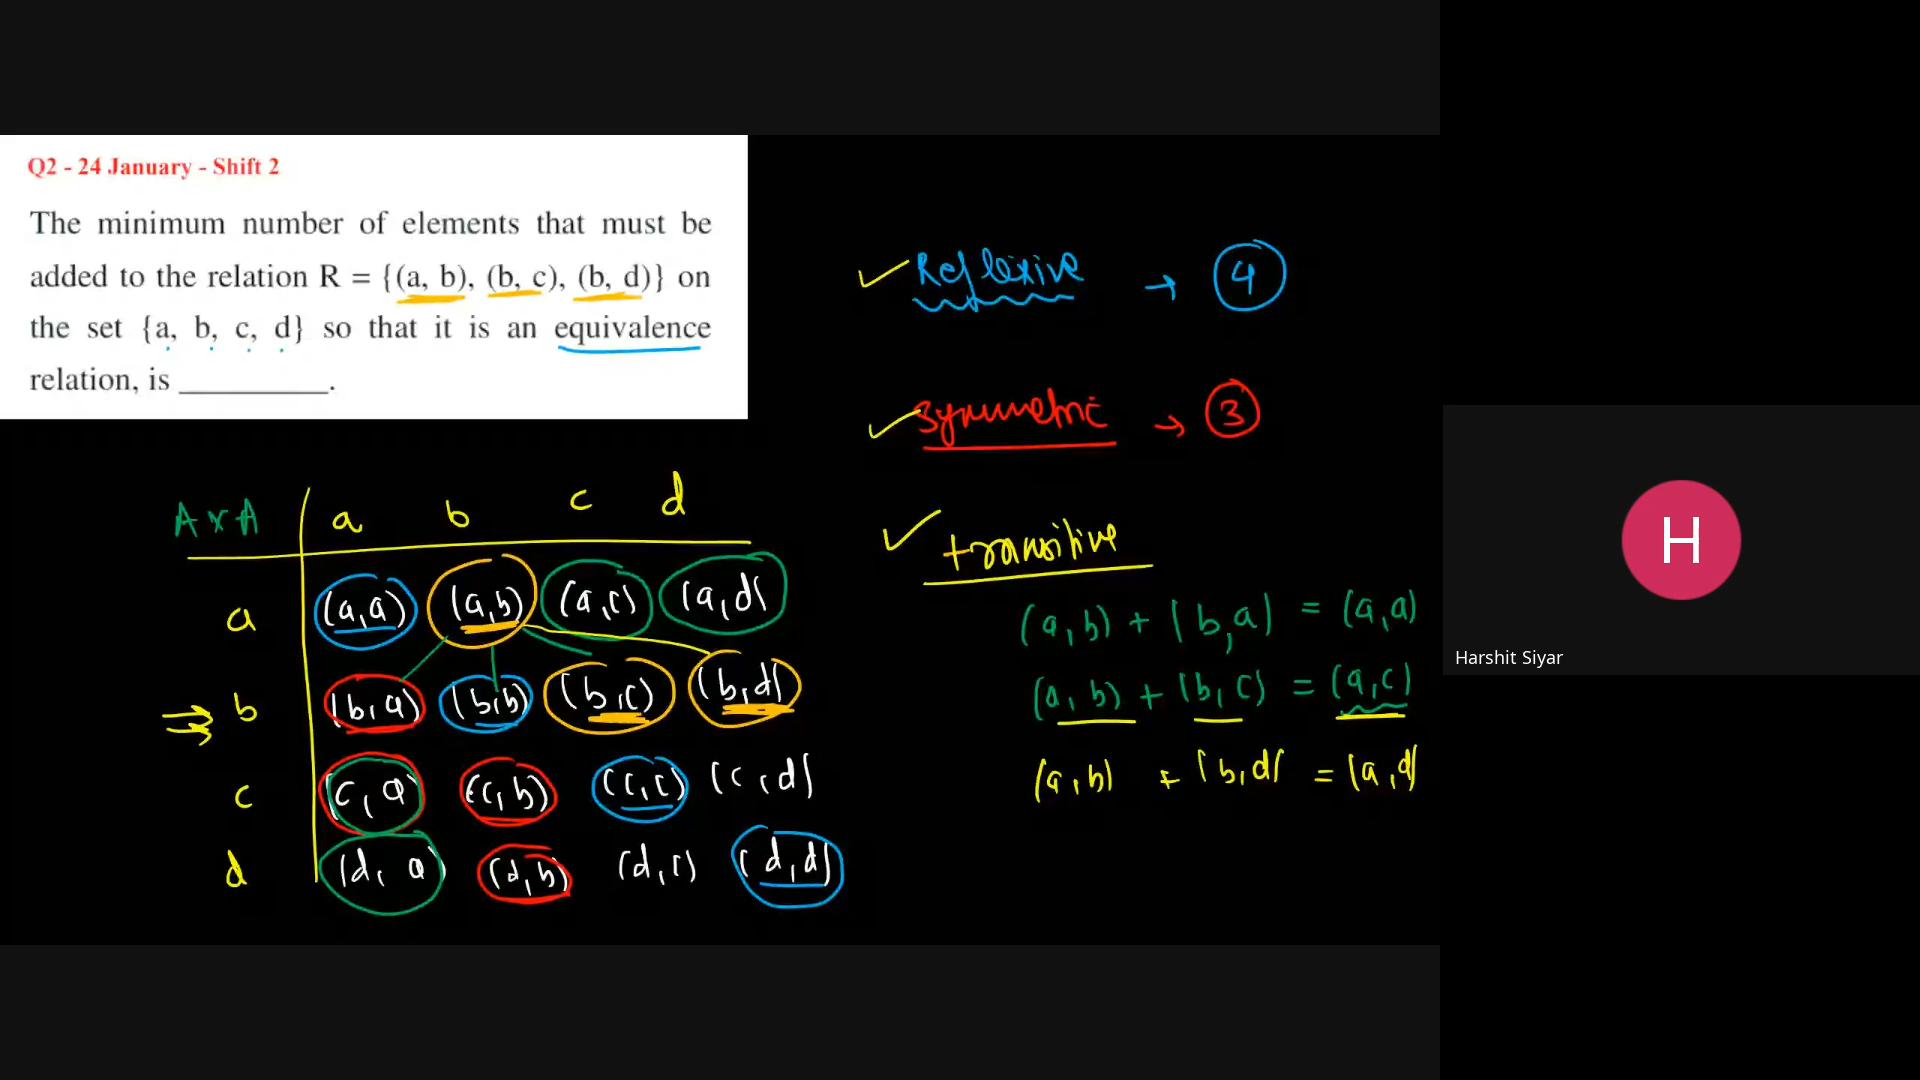 Q2 - 24 January - Shift 2
The minimum number of elements that must be
added to the relation R = {(a, b), (b, c), (b, d)} on
the set {a, b, c, d} so that it is an equivalence
relation, is __________.
Reflexive → 4
Symmetric → 3
transitive
(a, b) + (b, a) = (a, a)
(a, b) + (b, c) = (a, c)
(a, b) + (b, d) = (a, d)
A x A a b c d
a (a, a) (a, b) (a, c) (a, d)
⇒ b (b, a) (b, b) (b, c) (b, d)
c (c, a) (c, b) (c, c) (c, d)
d (d, a) (d, b) (d, c) (d, d)
H
Harshit Siyar